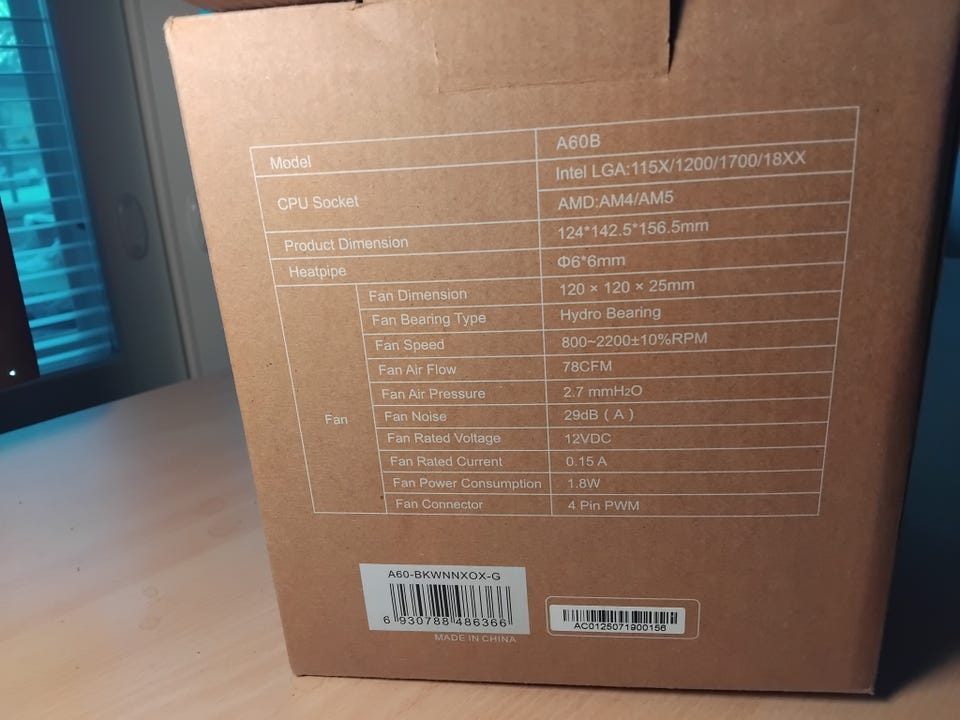 Model A60B
CPU Socket Intel LGA:115X/1200/1700/18XX
AMD:AM4/AM5
Product Dimension 124*142.5*156.5mm
Heatpipe Φ6*6mm
Fan
Fan Dimension 120 × 120 × 25mm
Fan Bearing Type Hydro Bearing
Fan Speed 800~2200±10%RPM
Fan Air Flow 78CFM
Fan Air Pressure 2.7 mmH₂O
Fan Noise 29dB ( A )
Fan Rated Voltage 12VDC
Fan Rated Current 0.15 A
Fan Power Consumption 1.8W
Fan Connector 4 Pin PWM
A60-BKWNNXOX-G
6 930788 486366
MADE IN CHINA
AC0125071900156